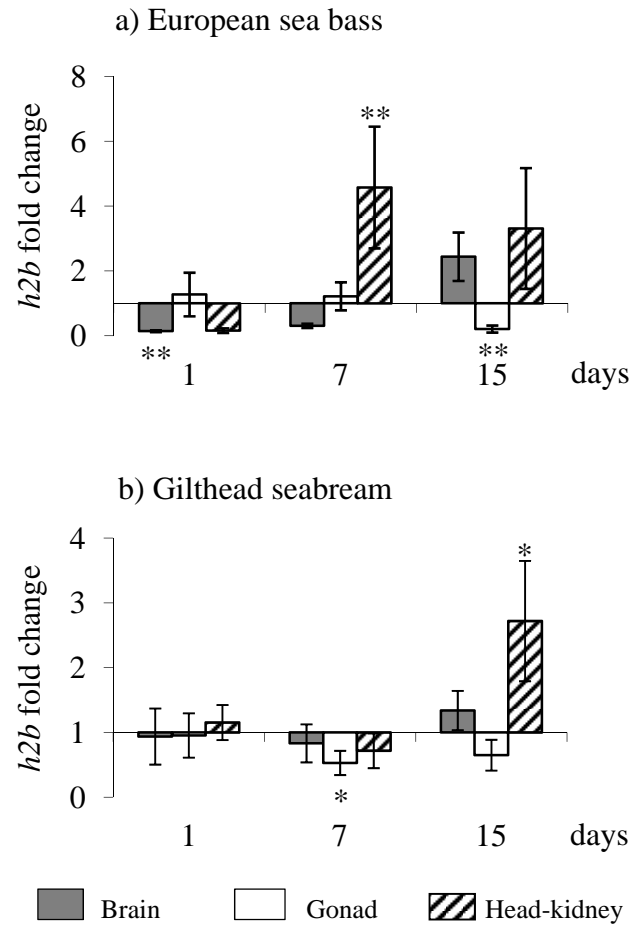 a) European sea bass
h2b fold change
8
6
4
2
0
**
**
**
1 7 15 days
b) Gilthead seabream
h2b fold change
4
3
2
1
0
*
*
1 7 15 days
Brain Gonad Head-kidney